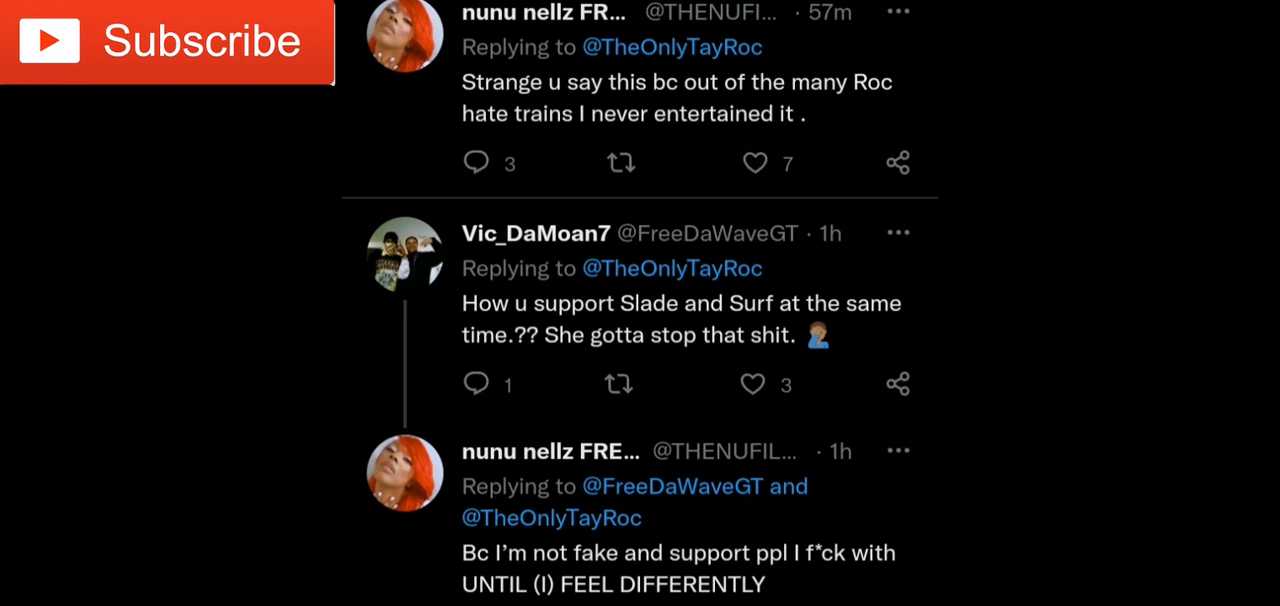 Subscribe
nunu nellz FR... @THENUFI... · 57m
Replying to @TheOnlyTayRoc
Strange u say this bc out of the many Roc
hate trains I never entertained it .
3 7
Vic_DaMoan7 @FreeDaWaveGT · 1h
Replying to @TheOnlyTayRoc
How u support Slade and Surf at the same
time.?? She gotta stop that shit. 🤦🏽‍♂️
1 3
nunu nellz FRE... @THENUFIL... · 1h
Replying to @FreeDaWaveGT and
@TheOnlyTayRoc
Bc I'm not fake and support ppl I f*ck with
UNTIL (I) FEEL DIFFERENTLY